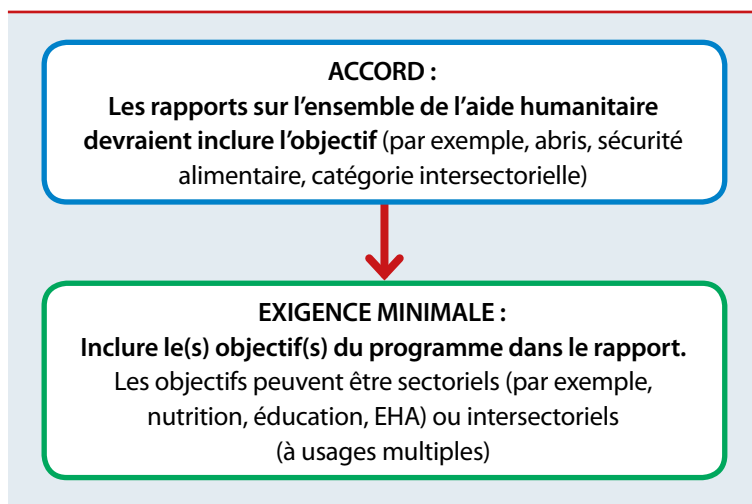 ACCORD :
Les rapports sur l’ensemble de l’aide humanitaire
devraient inclure l’objectif (par exemple, abris, sécurité
alimentaire, catégorie intersectorielle)
EXIGENCE MINIMALE :
Inclure le(s) objectif(s) du programme dans le rapport.
Les objectifs peuvent être sectoriels (par exemple,
nutrition, éducation, EHA) ou intersectoriels
(à usages multiples)